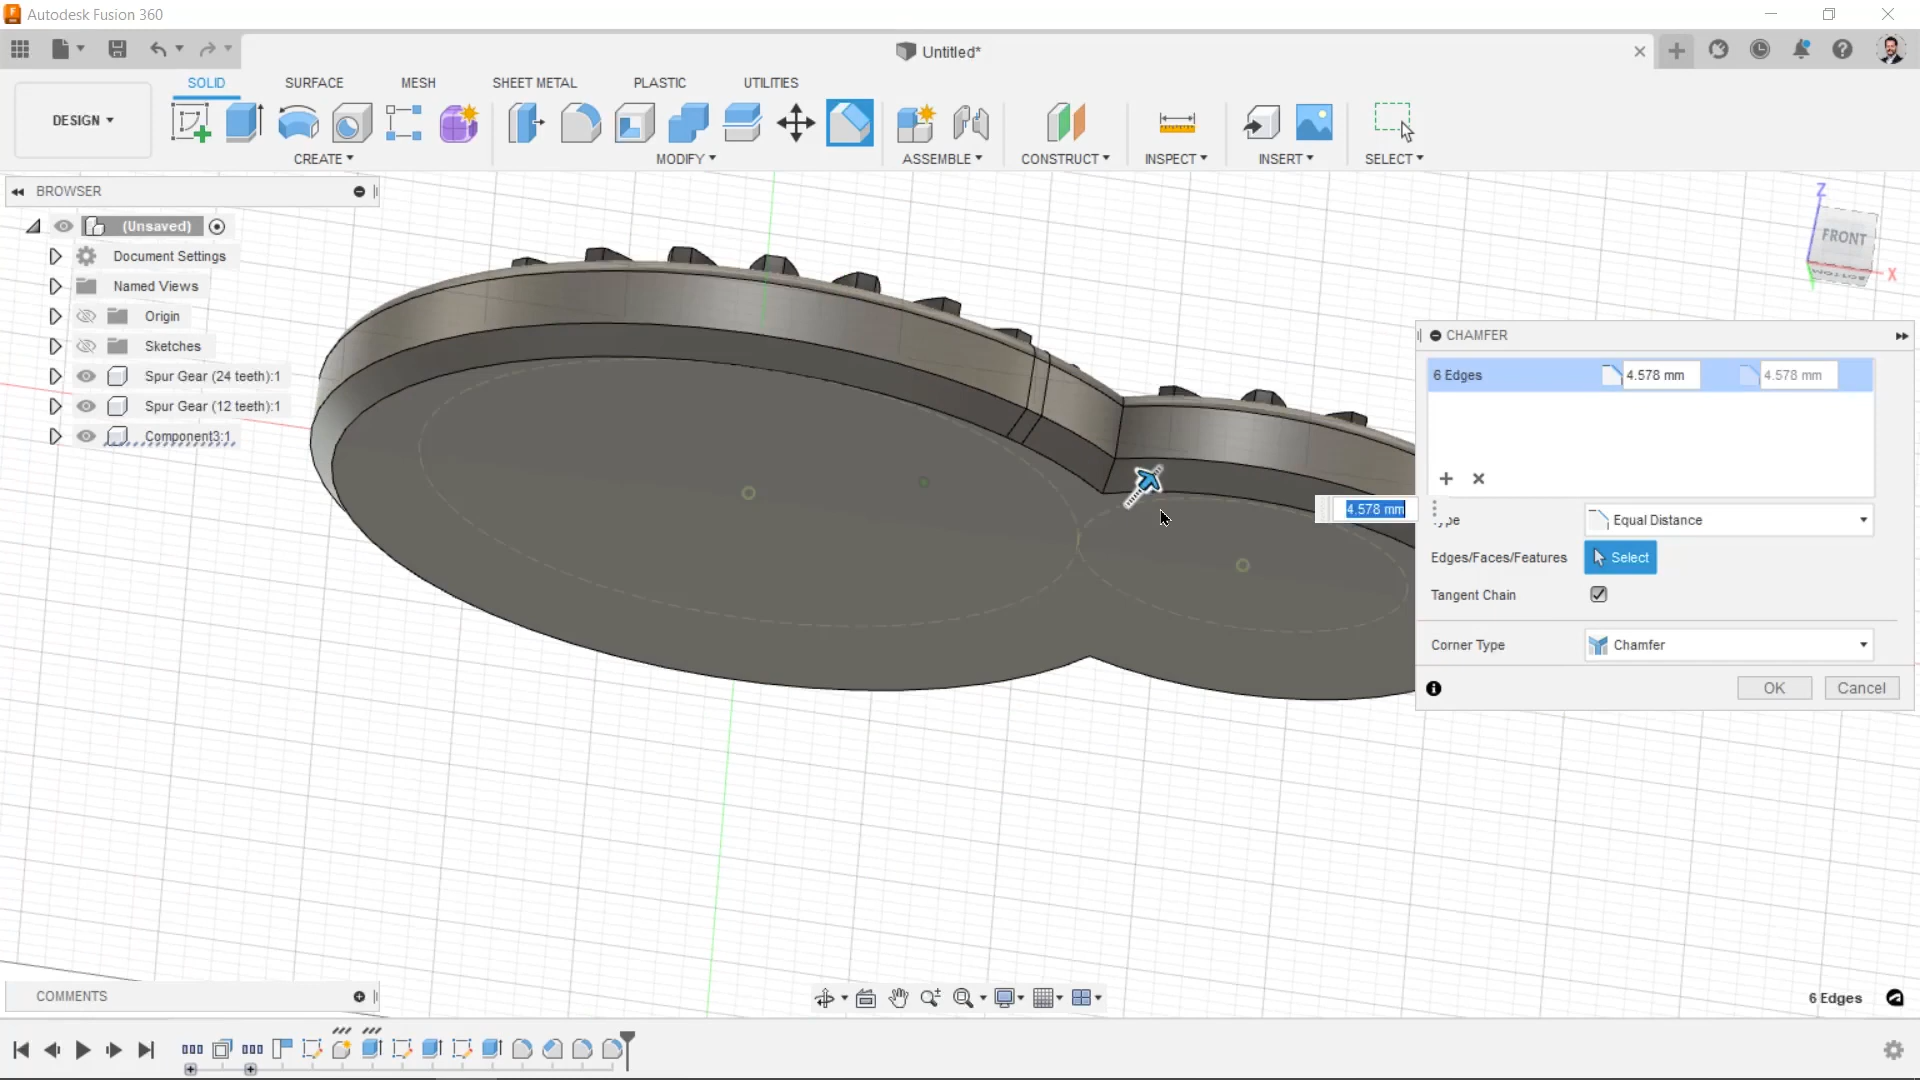 Autodesk Fusion 360
Untitled*
SOLID
SURFACE
MESH
SHEET METAL
PLASTIC
UTILITIES
DESIGN
CREATE
MODIFY
ASSEMBLE
CONSTRUCT
INSPECT
INSERT
SELECT
BROWSER
(Unsaved)
Document Settings
Named Views
Origin
Sketches
Spur Gear (24 teeth):1
Spur Gear (12 teeth):1
Component3:1
Z
FRONT
BOTTOM
X
CHAMFER
6 Edges 4.578 mm 4.578 mm
4.578 mm
Equal Distance
Edges/Faces/Features Select
Tangent Chain
Corner Type Chamfer
OK Cancel
COMMENTS
6 Edges